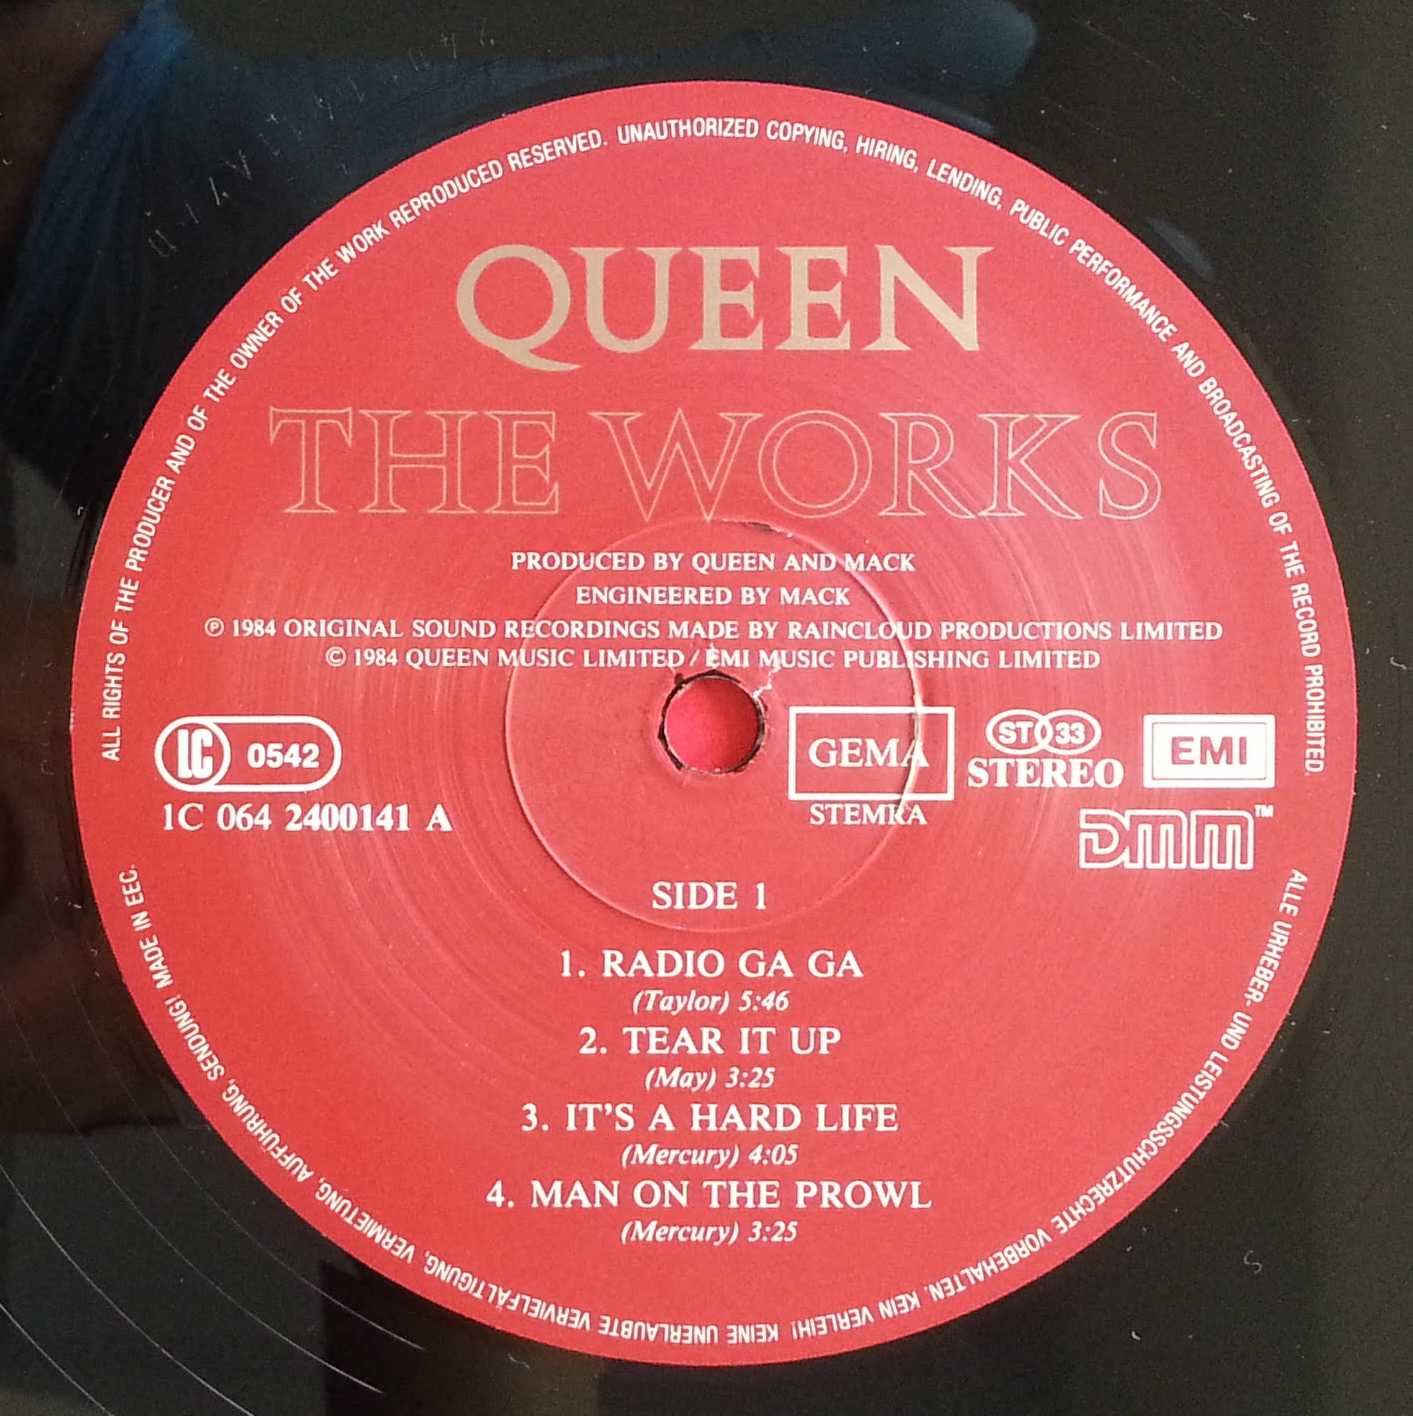 ALL RIGHTS OF THE PRODUCER AND OF THE OWNER OF THE WORK REPRODUCED RESERVED. UNAUTHORIZED COPYING, HIRING, LENDING, PUBLIC PERFORMANCE AND BROADCASTING OF THE RECORD PROHIBITED.
QUEEN
THE WORKS
PRODUCED BY QUEEN AND MACK
ENGINEERED BY MACK
℗ 1984 ORIGINAL SOUND RECORDINGS MADE BY RAINCLOUD PRODUCTIONS LIMITED
© 1984 QUEEN MUSIC LIMITED / EMI MUSIC PUBLISHING LIMITED
LC 0542
1C 064 2400141 A
GEMA
STEMRA
ST 33
STEREO
EMI
DMM™
SIDE 1
1. RADIO GA GA
(Taylor) 5:46
2. TEAR IT UP
(May) 3:25
3. IT'S A HARD LIFE
(Mercury) 4:05
4. MAN ON THE PROWL
(Mercury) 3:25
ALLE URHEBER- UND LEISTUNGSSCHUTZRECHTE VORBEHALTEN. KEIN VERLEIH! KEINE UNERLAUBTE VERVIELFÄLTIGUNG, VERMIETUNG, AUFFÜHRUNG, SENDUNG! MADE IN EEC.